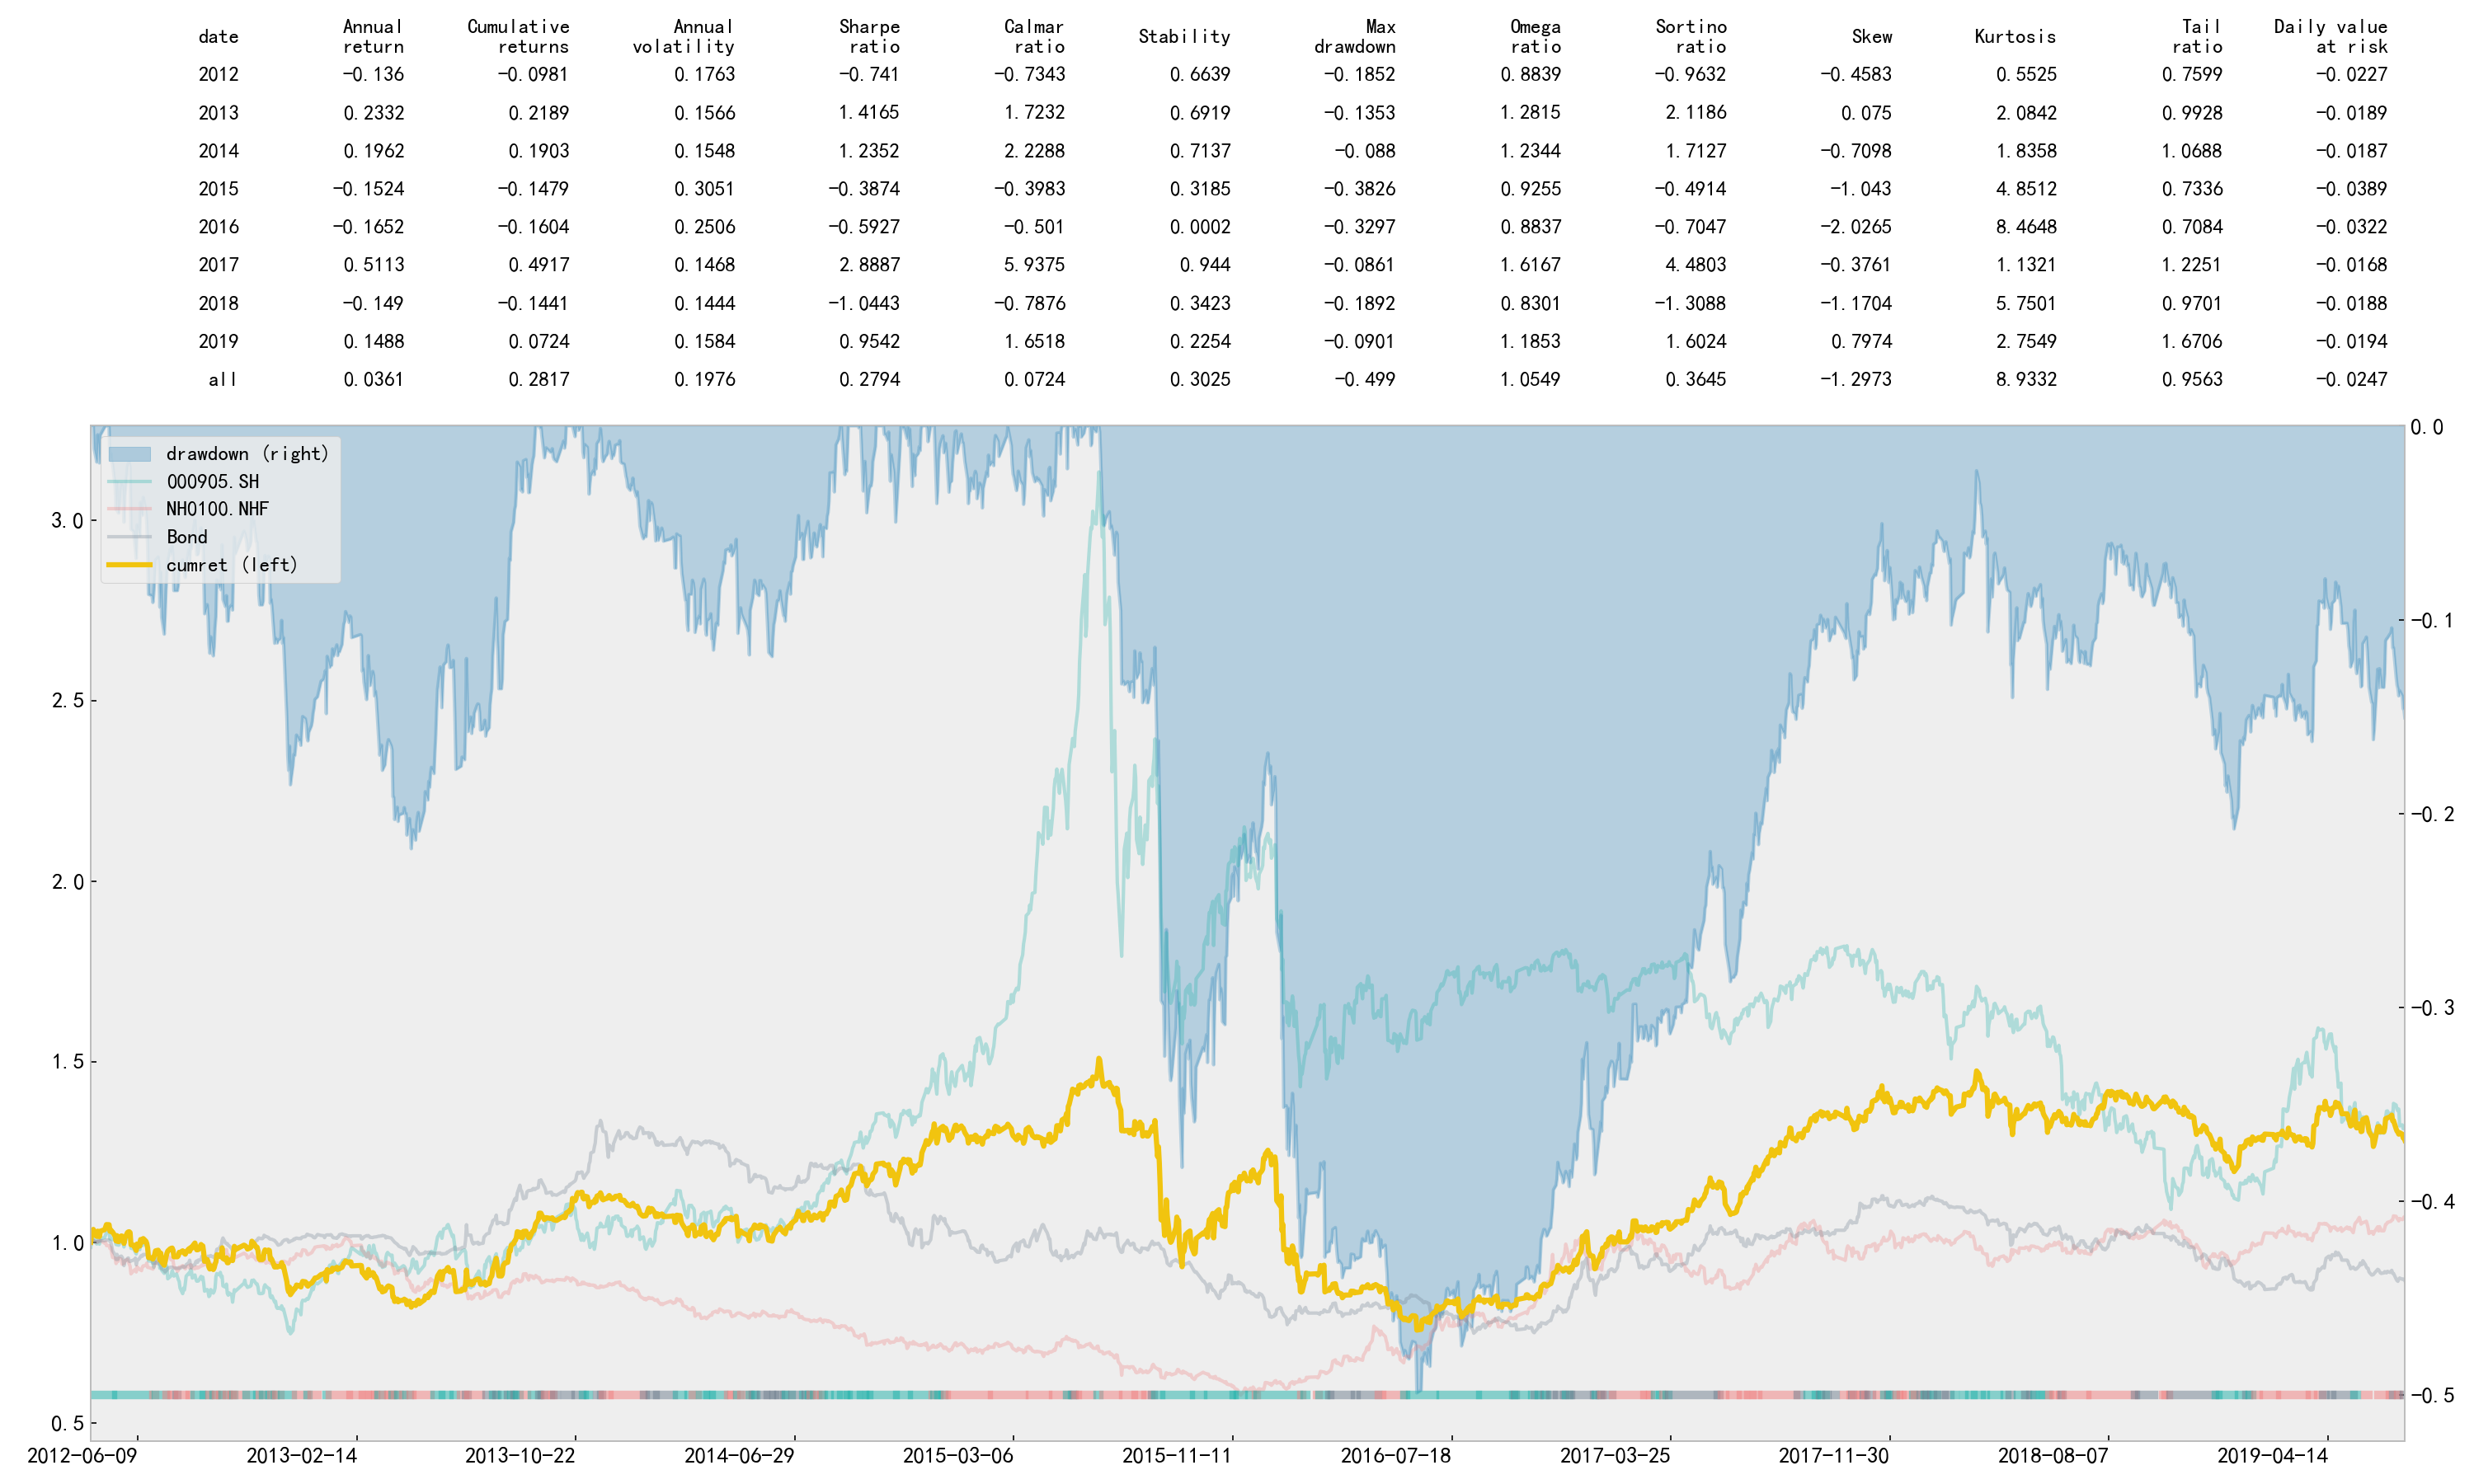 date Annual return Cumulative returns Annual volatility Sharpe ratio Calmar ratio Stability Max drawdown Omega ratio Sortino ratio Skew Kurtosis Tail ratio Daily value at risk
2012 -0.136 -0.0981 0.1763 -0.741 -0.7343 0.6639 -0.1852 0.8839 -0.9632 -0.4583 0.5525 0.7599 -0.0227
2013 0.2332 0.2189 0.1566 1.4165 1.7232 0.6919 -0.1353 1.2815 2.1186 0.075 2.0842 0.9928 -0.0189
2014 0.1962 0.1903 0.1548 1.2352 2.2288 0.7137 -0.088 1.2344 1.7127 -0.7098 1.8358 1.0688 -0.0187
2015 -0.1524 -0.1479 0.3051 -0.3874 -0.3983 0.3185 -0.3826 0.9255 -0.4914 -1.043 4.8512 0.7336 -0.0389
2016 -0.1652 -0.1604 0.2506 -0.5927 -0.501 0.0002 -0.3297 0.8837 -0.7047 -2.0265 8.4648 0.7084 -0.0322
2017 0.5113 0.4917 0.1468 2.8887 5.9375 0.944 -0.0861 1.6167 4.4803 -0.3761 1.1321 1.2251 -0.0168
2018 -0.149 -0.1441 0.1444 -1.0443 -0.7876 0.3423 -0.1892 0.8301 -1.3088 -1.1704 5.7501 0.9701 -0.0188
2019 0.1488 0.0724 0.1584 0.9542 1.6518 0.2254 -0.0901 1.1853 1.6024 0.7974 2.7549 1.6706 -0.0194
all 0.0361 0.2817 0.1976 0.2794 0.0724 0.3025 -0.499 1.0549 0.3645 -1.2973 8.9332 0.9563 -0.0247
drawdown (right)
000905.SH
NH0100.NHF
Bond
cumret (left)
3.0
2.5
2.0
1.5
1.0
0.5
0.0
-0.1
-0.2
-0.3
-0.4
-0.5
2012-06-09 2013-02-14 2013-10-22 2014-06-29 2015-03-06 2015-11-11 2016-07-18 2017-03-25 2017-11-30 2018-08-07 2019-04-14